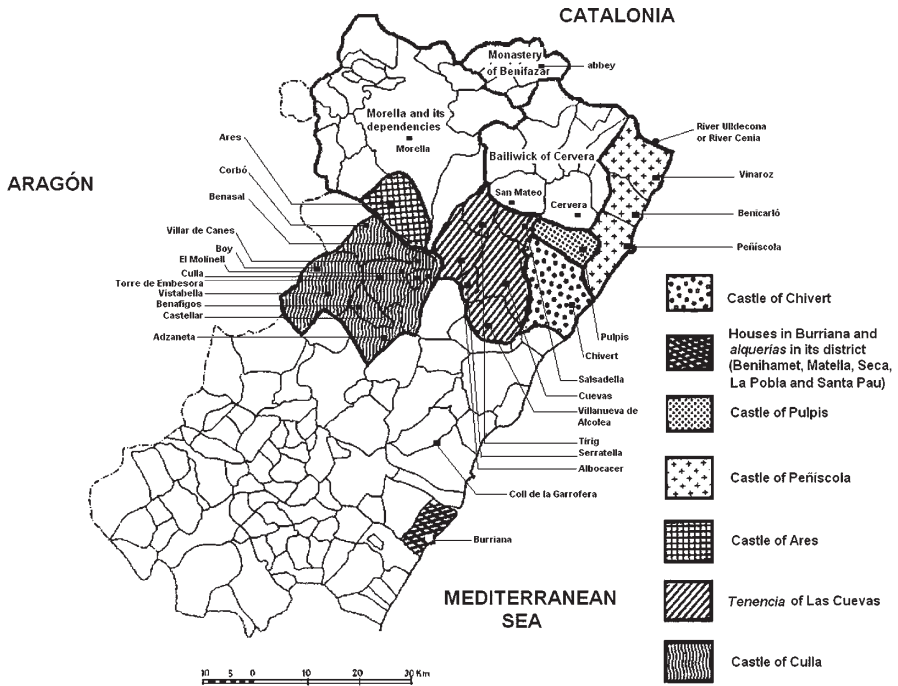 CATALONIA
Monastery
of Benifazar
abbey
Morella and its
dependencies
Morella
River Ulldecona
or River Cenia
Ares
Bailiwick of Cervera
Corbó
Vinaroz
ARAGÓN
Benasal
San Mateo
Cervera
Benicarló
Villar de Canes
Peñíscola
Boy
El Molinell
Culla
Torre de Embesora
Vistabella
Benafigos
Castellar
Adzaneta
Pulpis
Chivert
Salsadella
Cuevas
Villanueva de
Alcolea
Tirig
Serratella
Albocacer
Coll de la Garrofera
Burriana
MEDITERRANEAN
SEA
Castle of Chivert
Houses in Burriana and
alquerías in its district
(Benihamet, Matella, Seca,
La Pobla and Santa Pau)
Castle of Pulpis
Castle of Peñíscola
Castle of Ares
Tenencia of Las Cuevas
Castle of Culla
10 5 0 10 20 30 Km